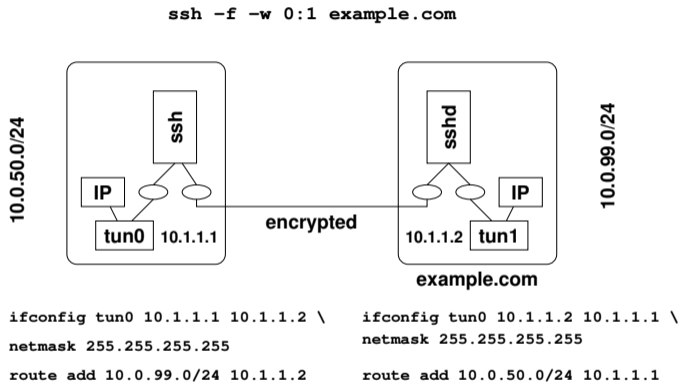 ssh -f -w 0:1 example.com
10.0.50.0/24
ssh
IP
tun0
10.1.1.1
encrypted
sshd
IP
10.1.1.2
tun1
10.0.99.0/24
example.com
ifconfig tun0 10.1.1.1 10.1.1.2 \
netmask 255.255.255.255
route add 10.0.99.0/24 10.1.1.2
ifconfig tun0 10.1.1.2 10.1.1.1 \
netmask 255.255.255.255
route add 10.0.50.0/24 10.1.1.1